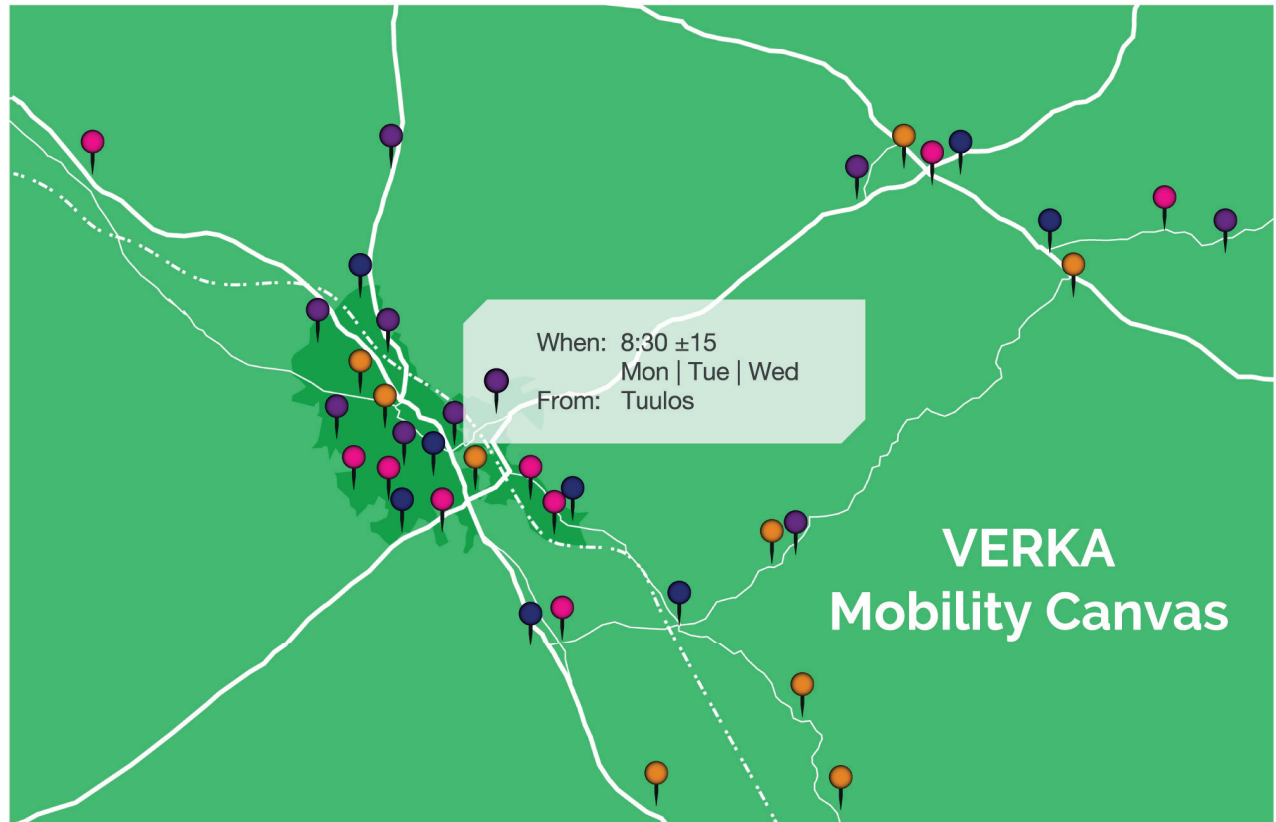 When: 8:30 ±15
Mon | Tue | Wed
From: Tuulos
VERKA
Mobility Canvas